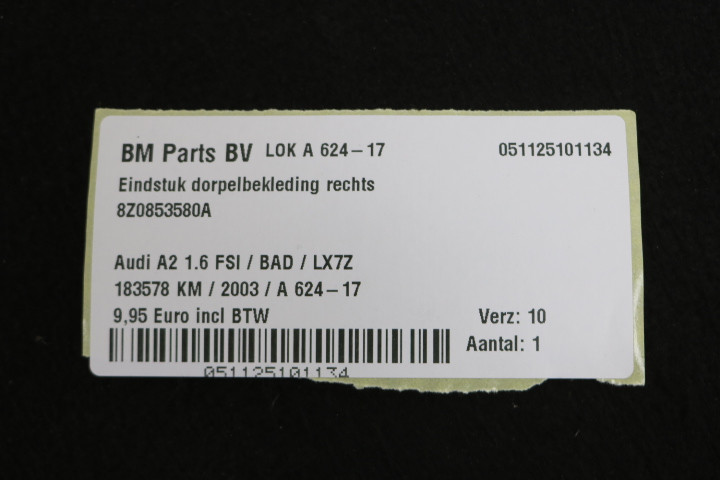 BM Parts BV LOK A 624-17 051125101134
Eindstuk dorpelbekleding rechts
8Z0853580A
Audi A2 1.6 FSI / BAD / LX7Z
183578 KM / 2003 / A 624-17
9,95 Euro incl BTW Verz: 10
Aantal: 1
051125101134